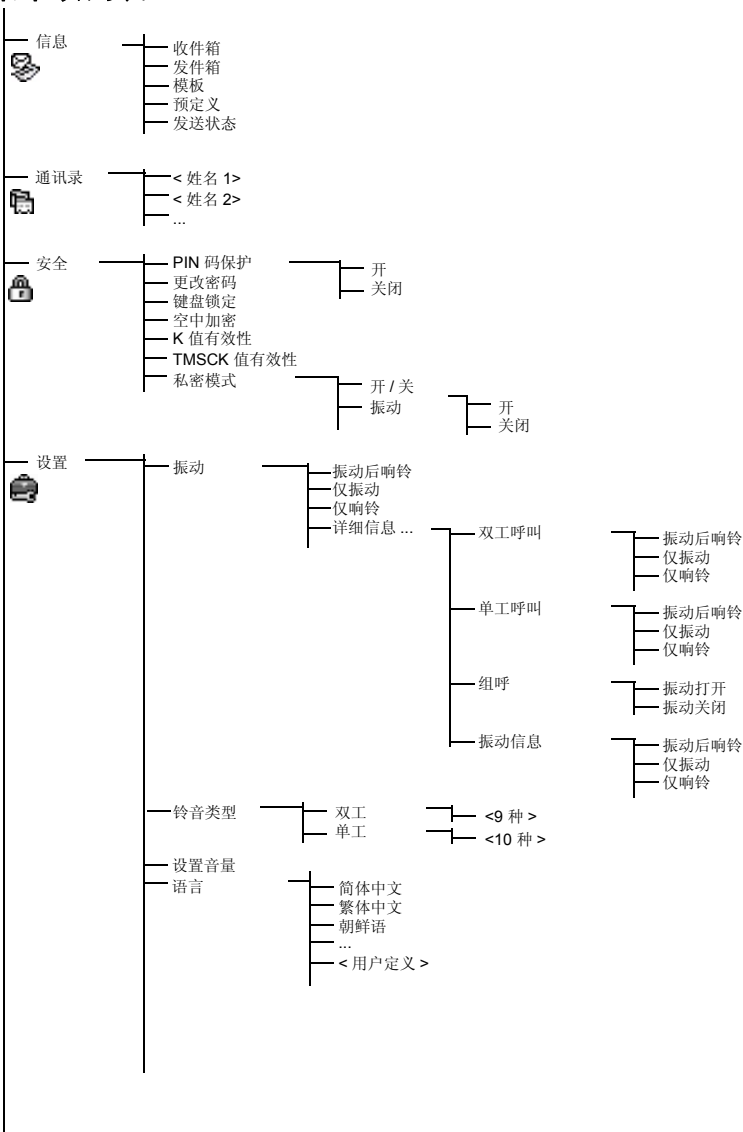 信息
收件箱
发件箱
模板
预定义
发送状态
通讯录
< 姓名 1>
< 姓名 2>
...
安全
PIN 码保护
开
关闭
更改密码
键盘锁定
空中加密
K 值有效性
TMSCK 值有效性
私密模式
开 / 关
振动
开
关闭
设置
振动
振动后响铃
仅振动
仅响铃
详细信息 ...
双工呼叫
振动后响铃
仅振动
仅响铃
单工呼叫
振动后响铃
仅振动
仅响铃
组呼
振动打开
振动关闭
振动信息
振动后响铃
仅振动
仅响铃
铃音类型
双工
<9 种 >
单工
<10 种 >
设置音量
语言
简体中文
繁体中文
朝鲜语
...
< 用户定义 >